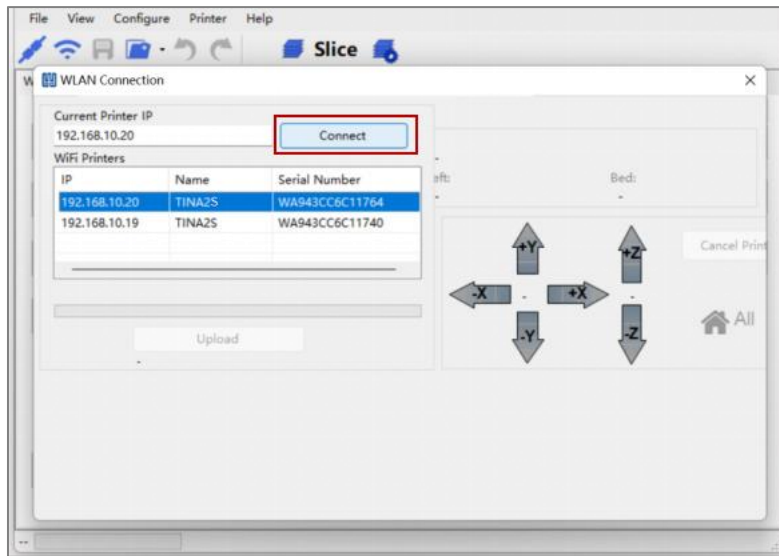 File View Configure Printer Help
Slice
W
WLAN Connection
Current Printer IP
192.168.10.20 Connect
WiFi Printers
IP Name Serial Number
192.168.10.20 TINA2S WA943CC6C11764
192.168.10.19 TINA2S WA943CC6C11740
Upload
-
-
eft: Bed:
- -
+Y +Z Cancel Print
-X - +X -
-Y -Z All
--